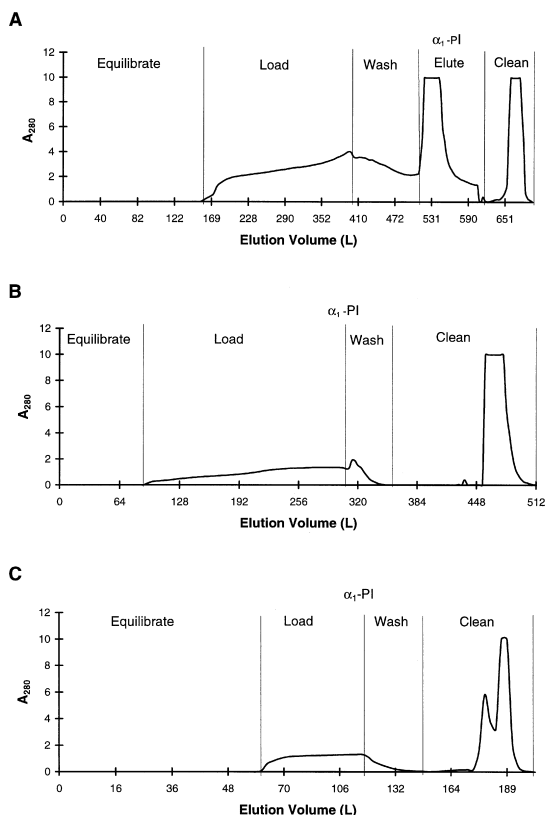 A
α₁-PI
Equilibrate Load Wash Elute Clean
12
10
8
6
4
2
0
A₂₈₀
0 40 82 122 169 228 290 352 410 472 531 590 651
Elution Volume (L)
B
α₁-PI
Equilibrate Load Wash Clean
12
10
8
6
4
2
0
A₂₈₀
0 64 128 192 256 320 384 448 512
Elution Volume (L)
C
α₁-PI
Equilibrate Load Wash Clean
12
10
8
6
4
2
0
A₂₈₀
0 16 36 48 70 106 132 164 189
Elution Volume (L)